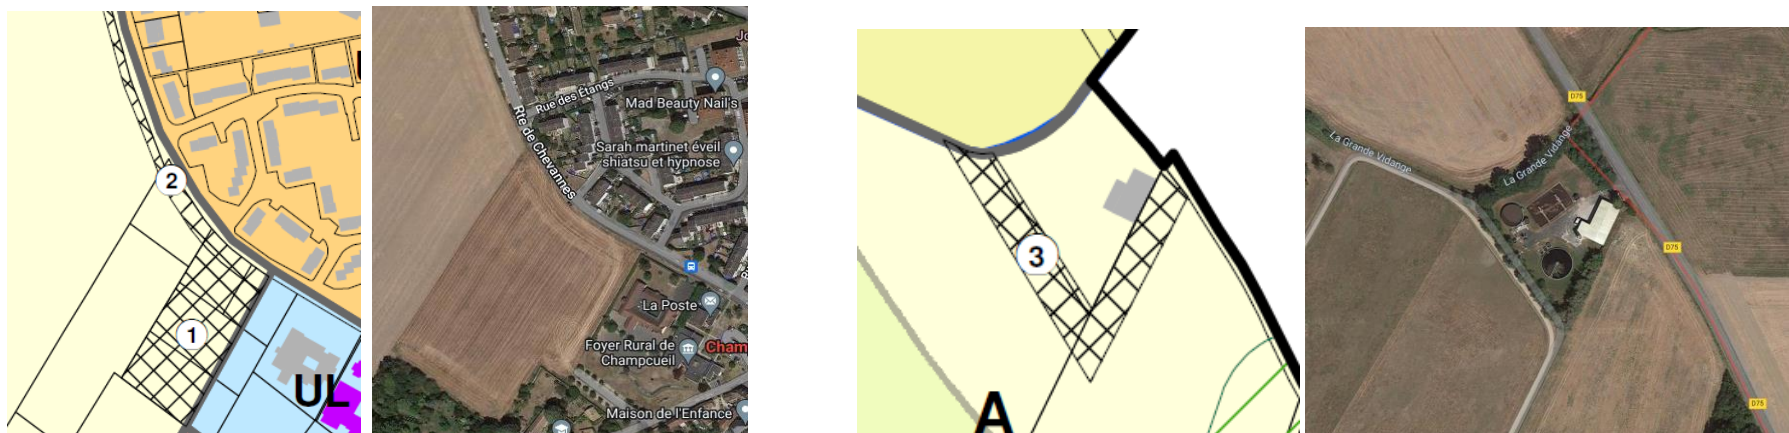 2
1
UL
Rue des Étangs
Rte de Chevannes
Mad Beauty Nail's
Sarah martinet éveil
shiatsu et hypnose
La Poste
Foyer Rural de
Champcueil
Cham
Maison de l'Enfance
3
A
D75
La Grande Vidange
La Grande Vidange
D75
D75